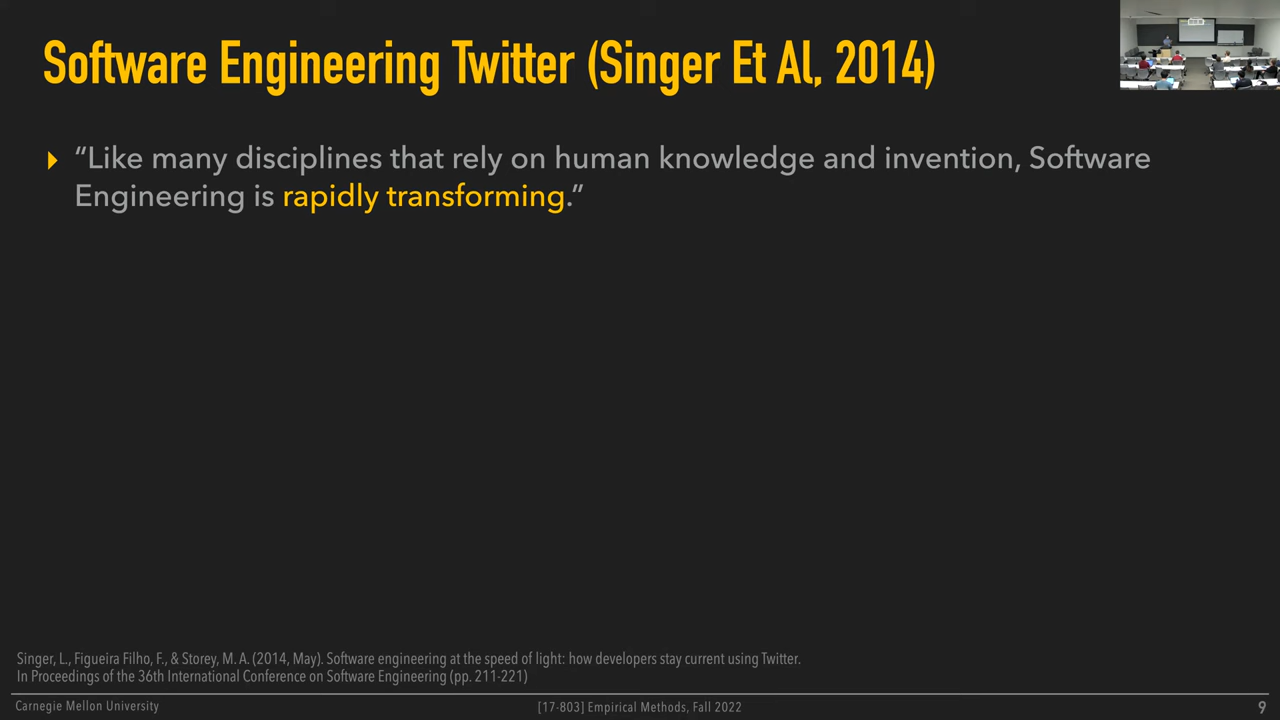 Software Engineering Twitter (Singer Et Al, 2014)
“Like many disciplines that rely on human knowledge and invention, Software
Engineering is rapidly transforming.”
Singer, L., Figueira Filho, F., & Storey, M. A. (2014, May). Software engineering at the speed of light: how developers stay current using Twitter.
In Proceedings of the 36th International Conference on Software Engineering (pp. 211-221)
Carnegie Mellon University
[17-803] Empirical Methods, Fall 2022
9